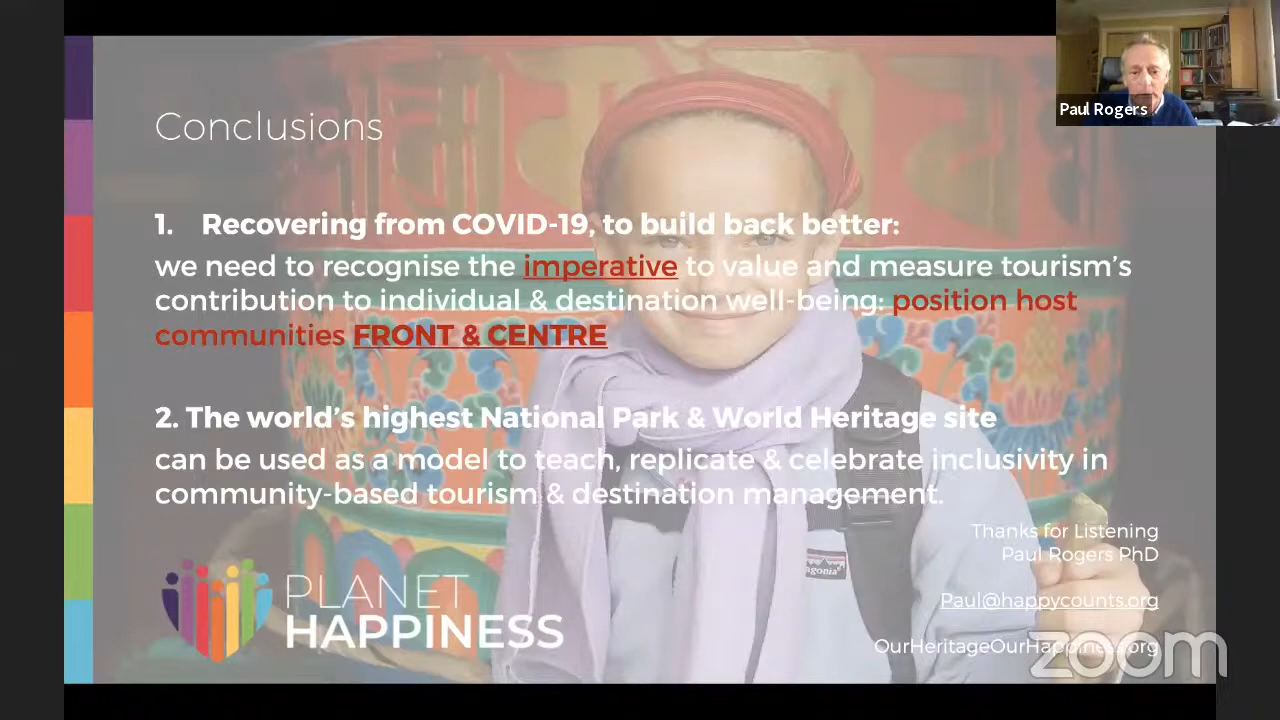 Paul Rogers
Conclusions
1. Recovering from COVID-19, to build back better:
we need to recognise the imperative to value and measure tourism's
contribution to individual & destination well-being: position host
communities FRONT & CENTRE
2. The world's highest National Park & World Heritage site
can be used as a model to teach, replicate & celebrate inclusivity in
community-based tourism & destination management.
Thanks for Listening
Paul Rogers PhD
Paul@happycounts.org
OurHeritageOurHappiness.org
PLANET
HAPPINESS
agonia
zoom